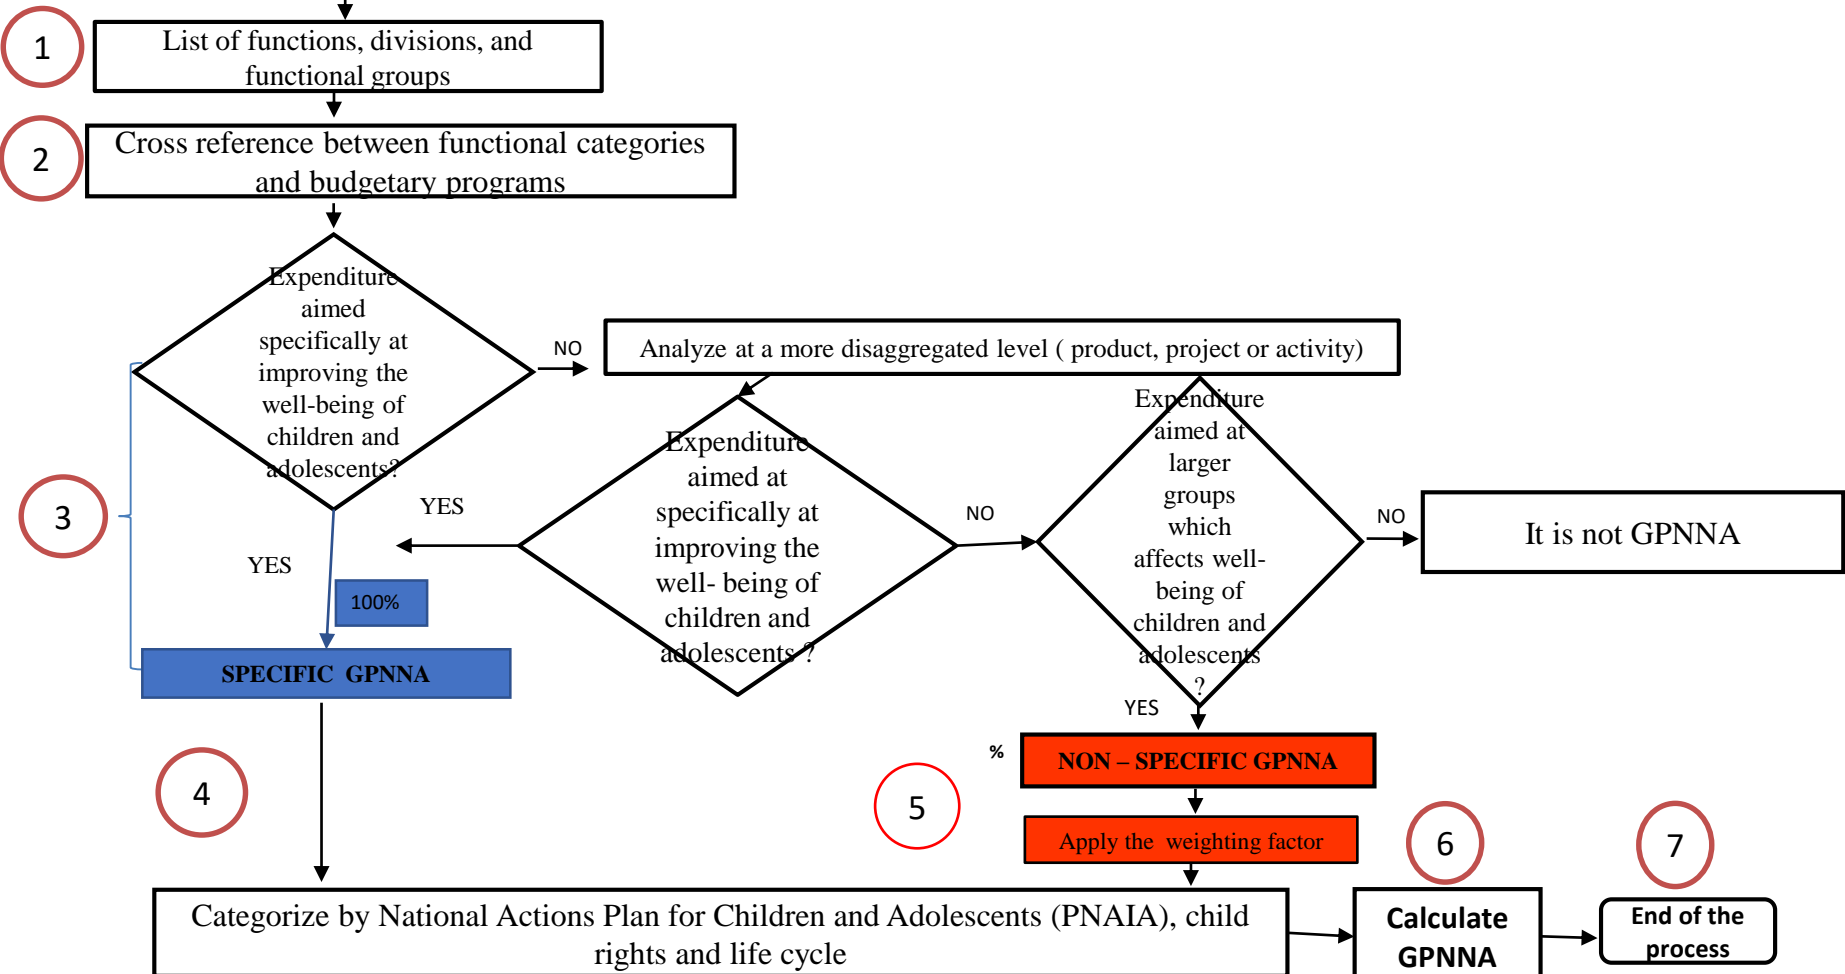 1
List of functions, divisions, and
functional groups
2
Cross reference between functional categories
and budgetary programs
Expenditure
aimed
specifically at
improving the
well-being of
children and
adolescents?
NO
Analyze at a more disaggregated level ( product, project or activity)
Expenditure
aimed at
specifically at
improving the
well- being of
children and
adolescents ?
Expenditure
aimed at
larger
groups
which
affects well-
being of
children and
adolescents
?
3
YES
YES
NO
NO
It is not GPNNA
100%
SPECIFIC GPNNA
YES
4
%
NON – SPECIFIC GPNNA
5
Apply the weighting factor
6
7
Categorize by National Actions Plan for Children and Adolescents (PNAIA), child
rights and life cycle
Calculate
GPNNA
End of the
process